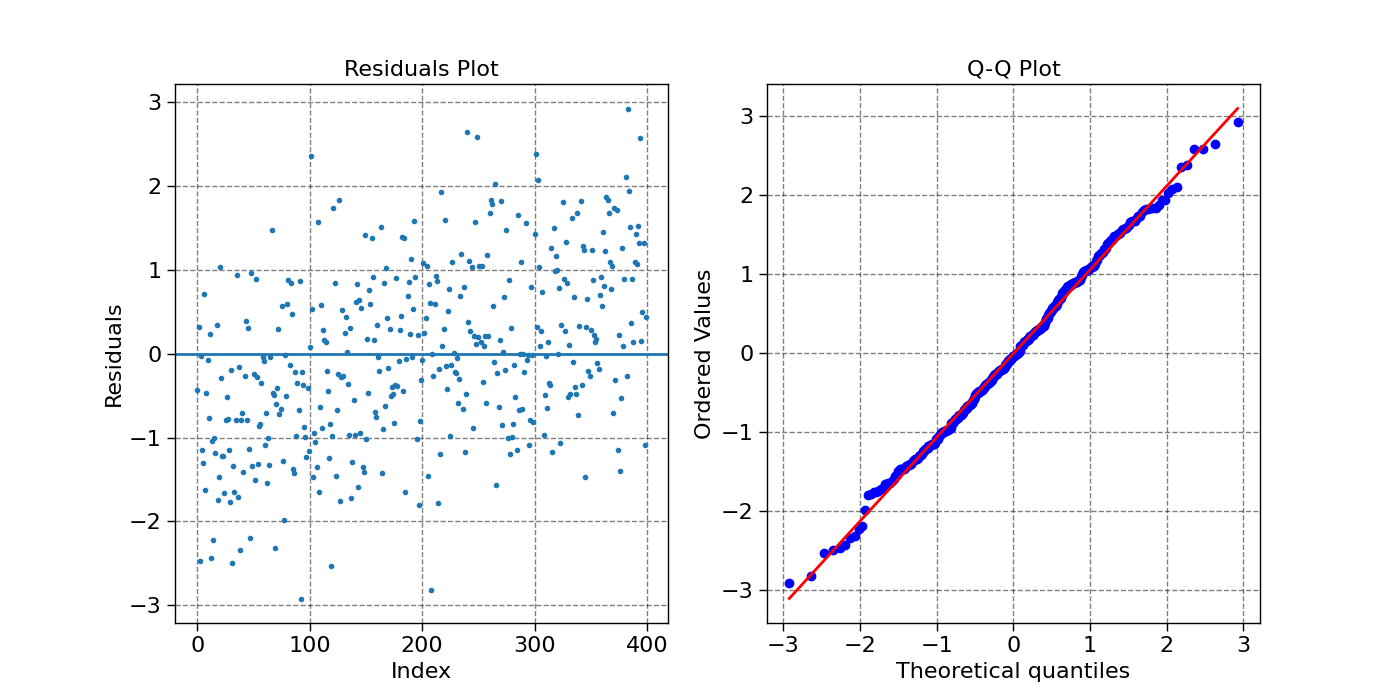 Residuals Plot
3
2
1
0
−1
−2
−3
Residuals
0 100 200 300 400
Index
Q-Q Plot
3
2
1
0
−1
−2
−3
Ordered Values
−3 −2 −1 0 1 2 3
Theoretical quantiles